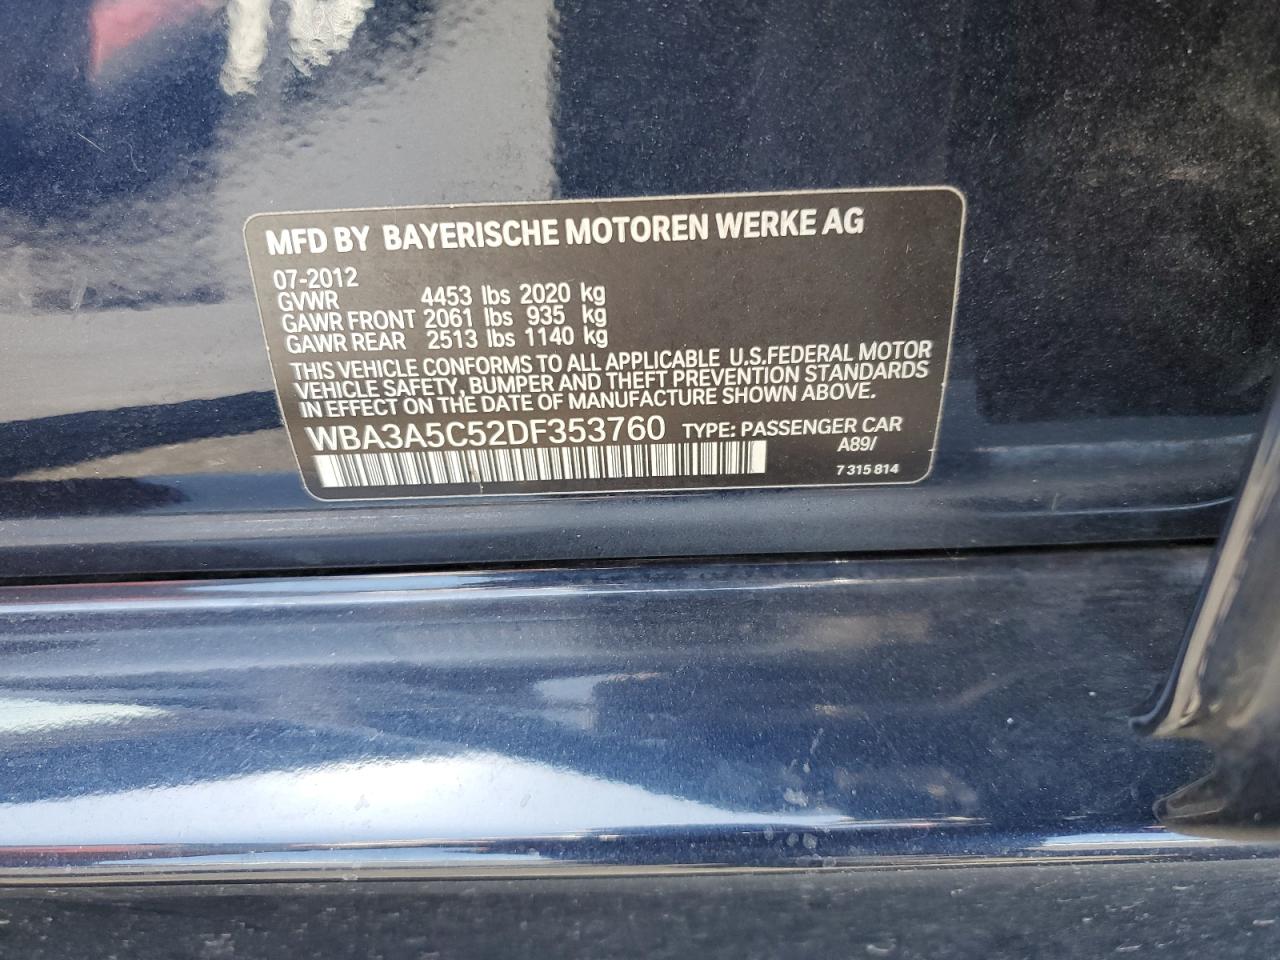 MFD BY BAYERISCHE MOTOREN WERKE AG
07-2012
GVWR 4453 lbs 2020 kg
GAWR FRONT 2061 lbs 935 kg
GAWR REAR 2513 lbs 1140 kg
THIS VEHICLE CONFORMS TO ALL APPLICABLE U.S.FEDERAL MOTOR
VEHICLE SAFETY, BUMPER AND THEFT PREVENTION STANDARDS
IN EFFECT ON THE DATE OF MANUFACTURE SHOWN ABOVE.
WBA3A5C52DF353760 TYPE: PASSENGER CAR
A89/
7 315 814